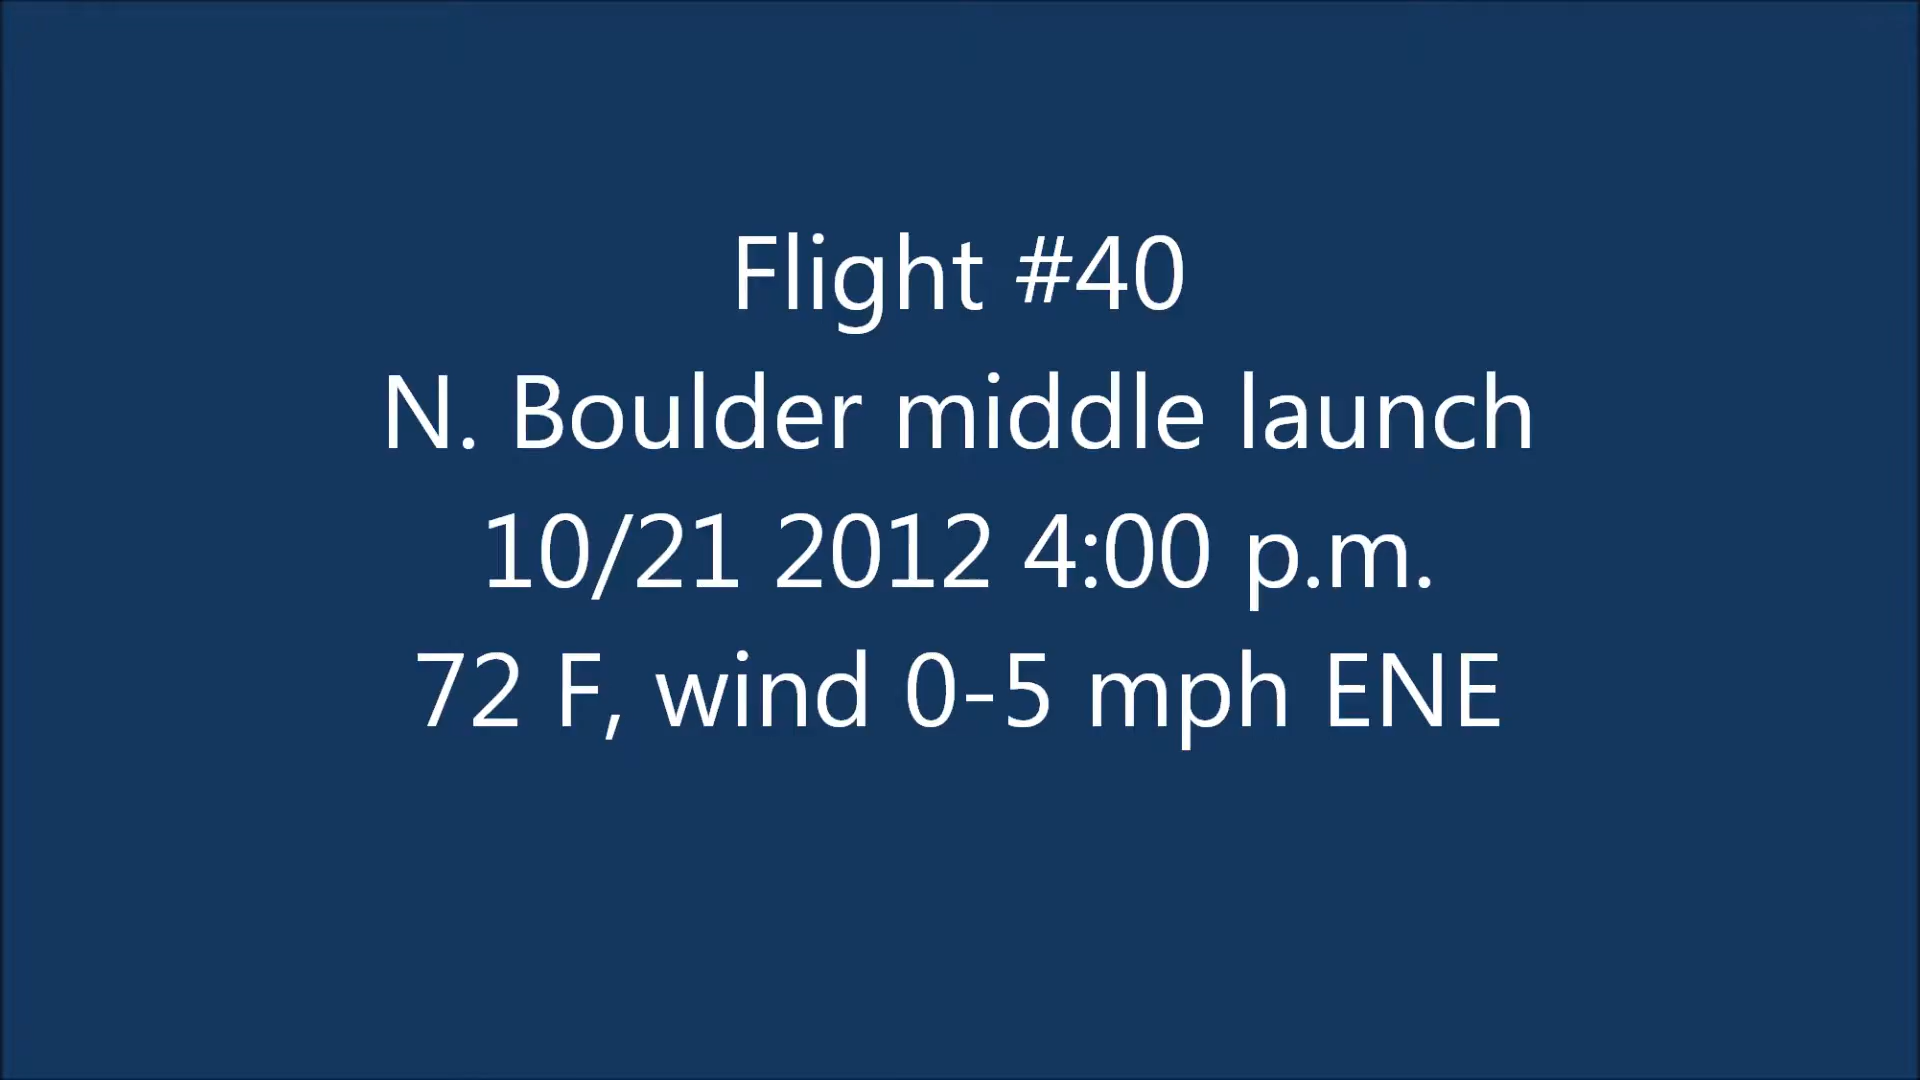 Flight #40
N. Boulder middle launch
10/21 2012 4:00 p.m.
72 F, wind 0-5 mph ENE